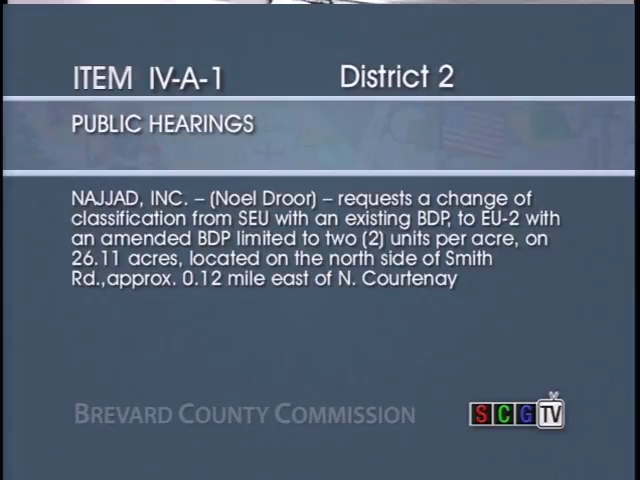 ITEM IV-A-1 District 2
PUBLIC HEARINGS
NAJJAD, INC. – (Noel Droor) – requests a change of
classification from SEU with an existing BDP, to EU-2 with
an amended BDP limited to two (2) units per acre, on
26.11 acres, located on the north side of Smith
Rd.,approx. 0.12 mile east of N. Courtenay
BREVARD COUNTY COMMISSION
SCGTV